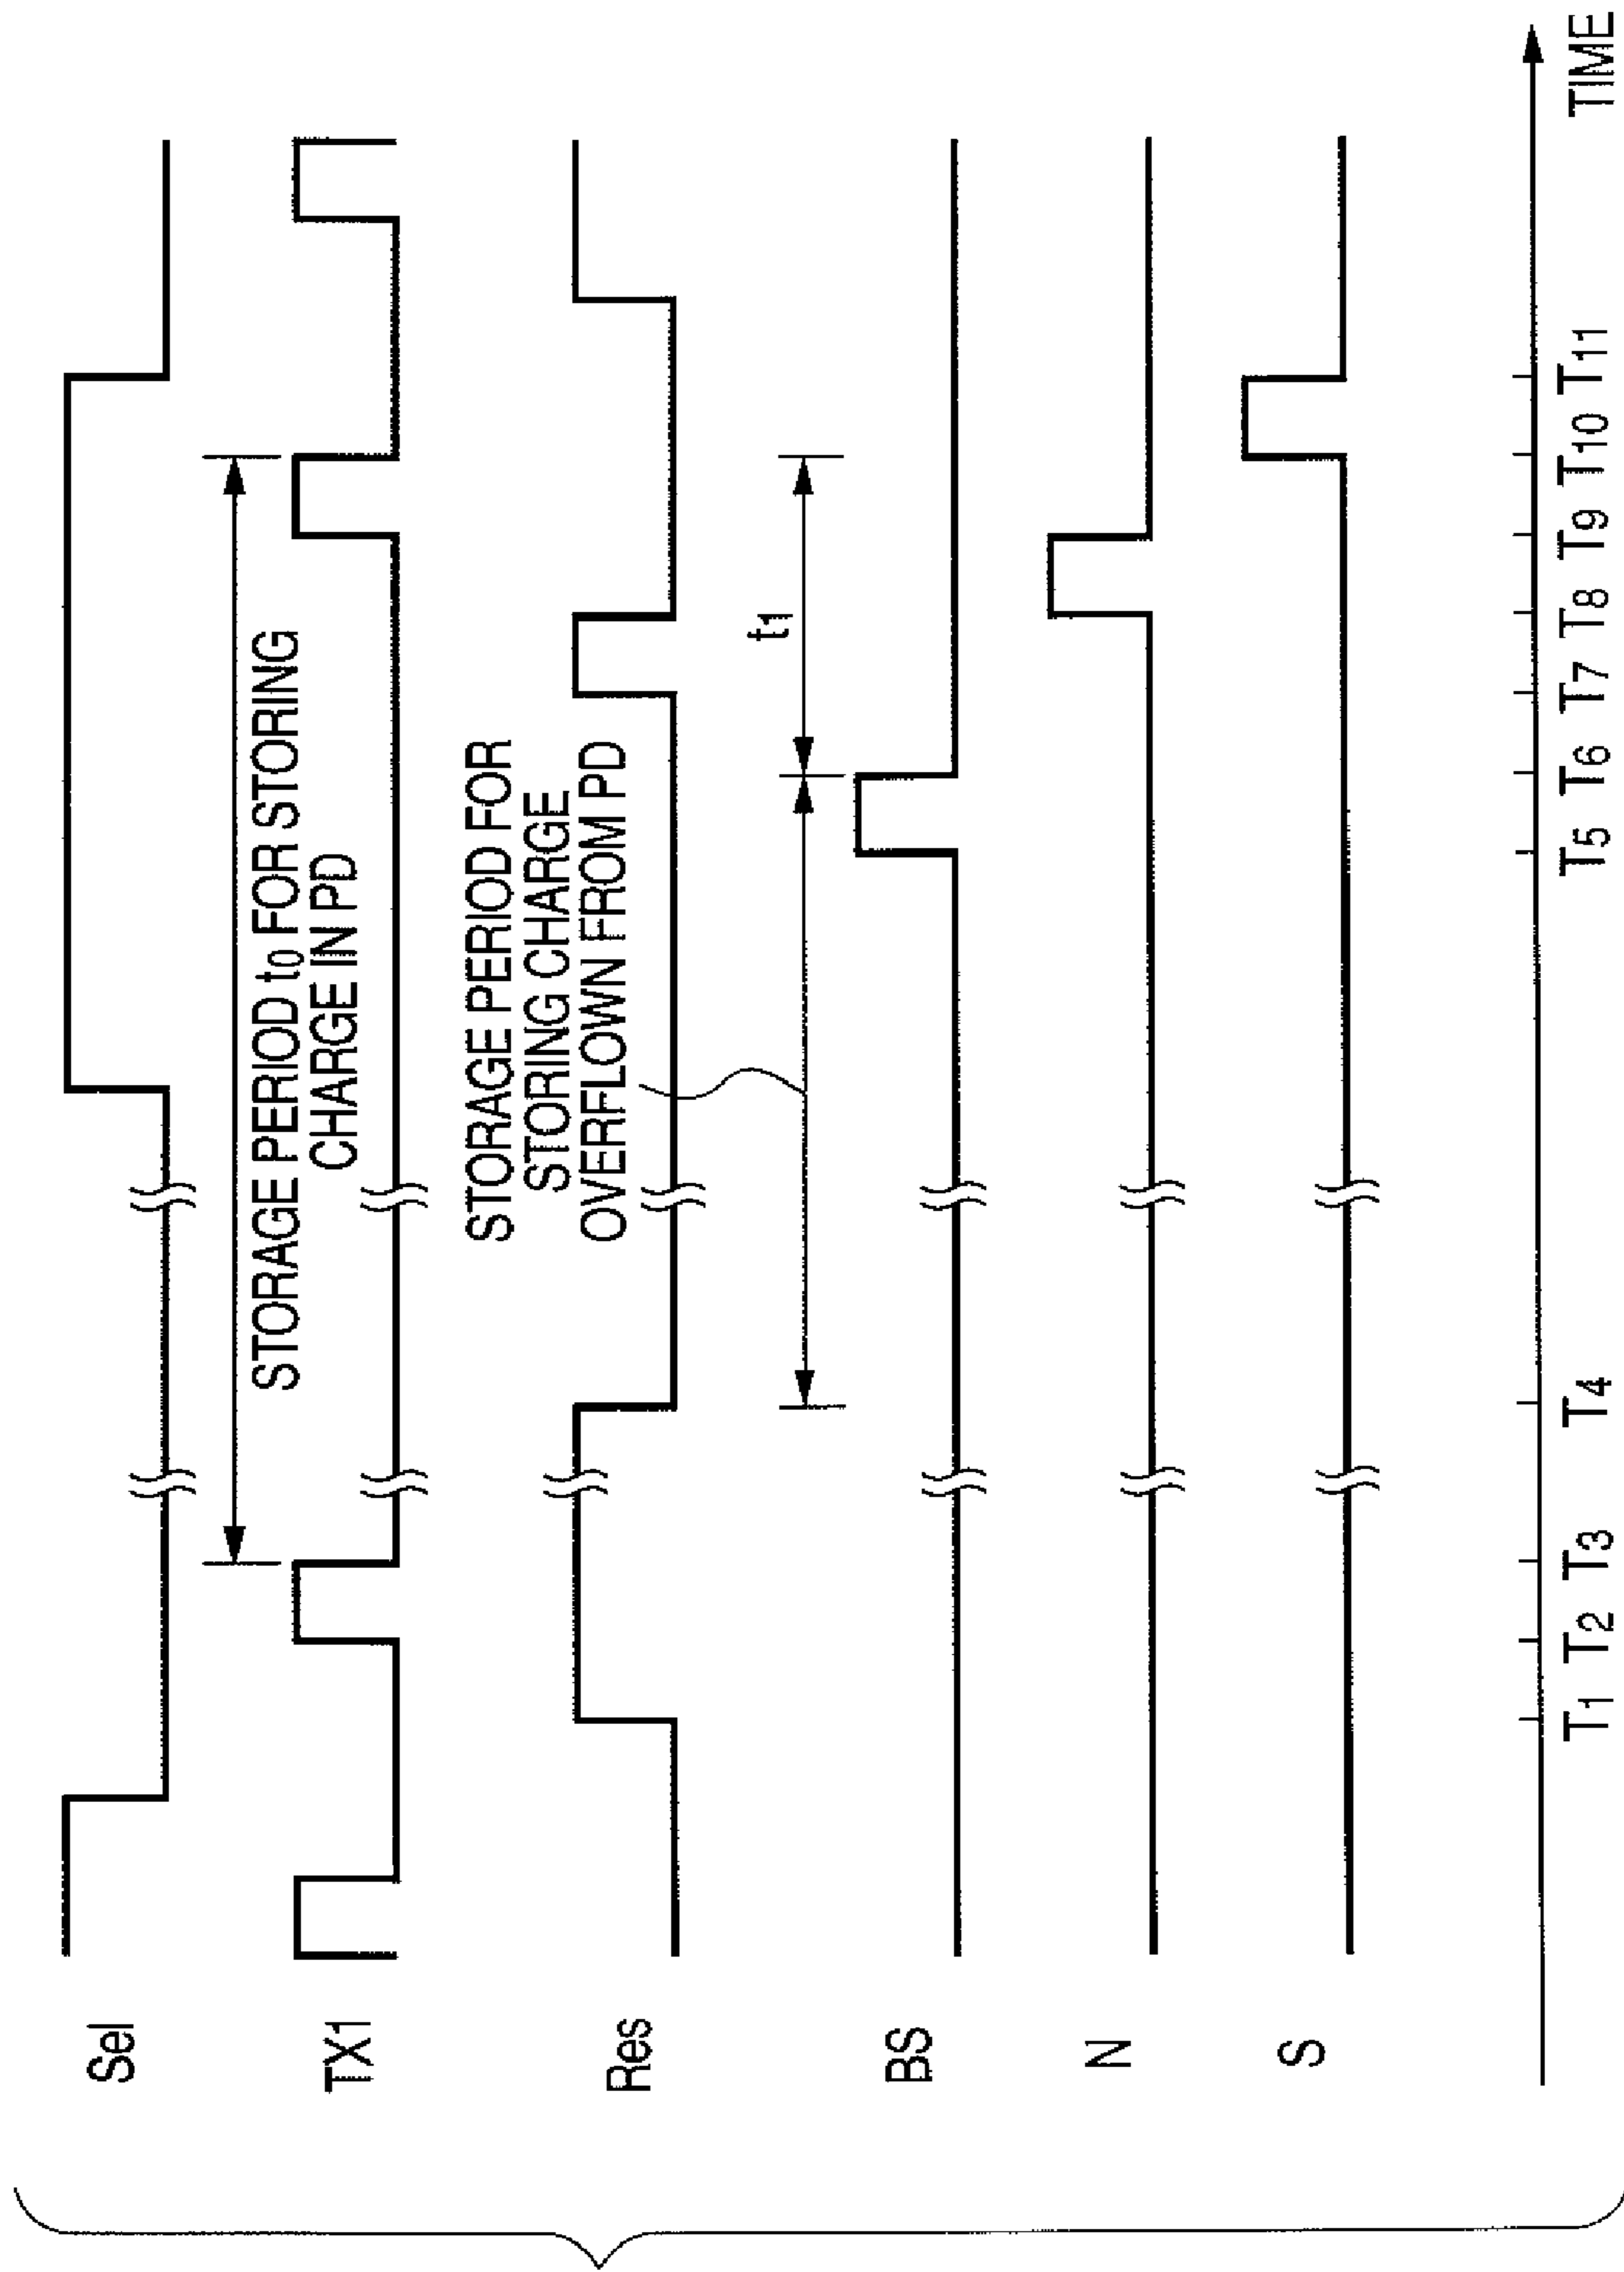 Sel
TX1
Res
BS
N
S
STORAGE PERIOD t0 FOR STORING
CHARGE IN PD
STORAGE PERIOD FOR
STORING CHARGE
OVERFLOWN FROM PD
t1
T1 T2 T3 T4 T5 T6 T7 T8 T9 T10 T11
TIME